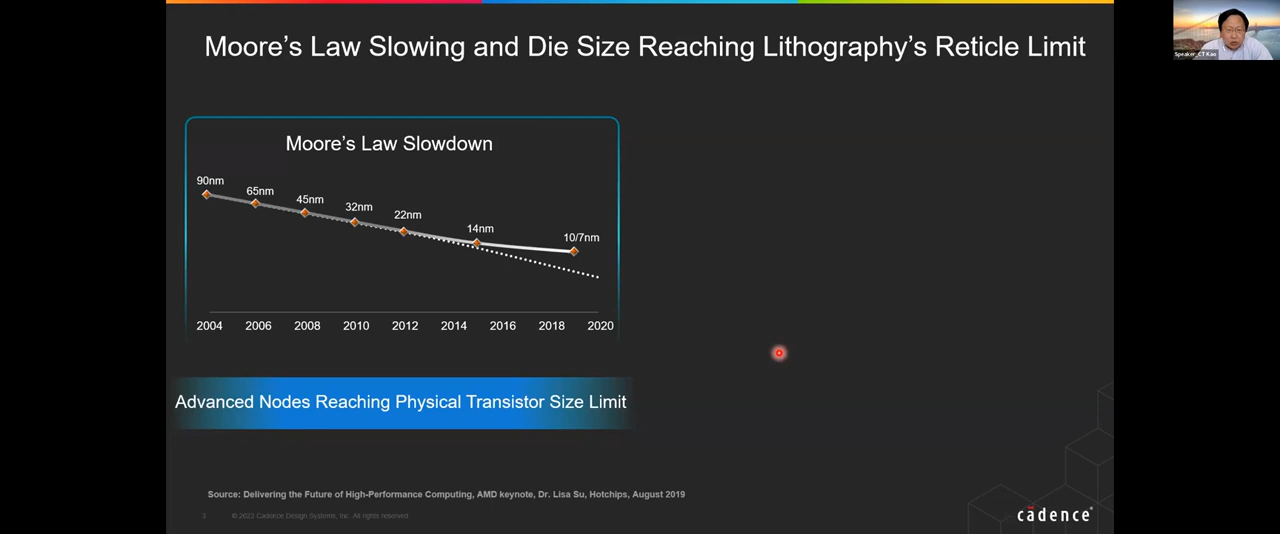 Moore's Law Slowing and Die Size Reaching Lithography's Reticle Limit
Speaker_CT Kao
Moore's Law Slowdown
90nm
65nm
45nm
32nm
22nm
14nm
10/7nm
2004 2006 2008 2010 2012 2014 2016 2018 2020
Advanced Nodes Reaching Physical Transistor Size Limit
Source: Delivering the Future of High-Performance Computing, AMD keynote, Dr. Lisa Su, Hotchips, August 2019
3 © 2022 Cadence Design Systems, Inc. All rights reserved.
cādence®